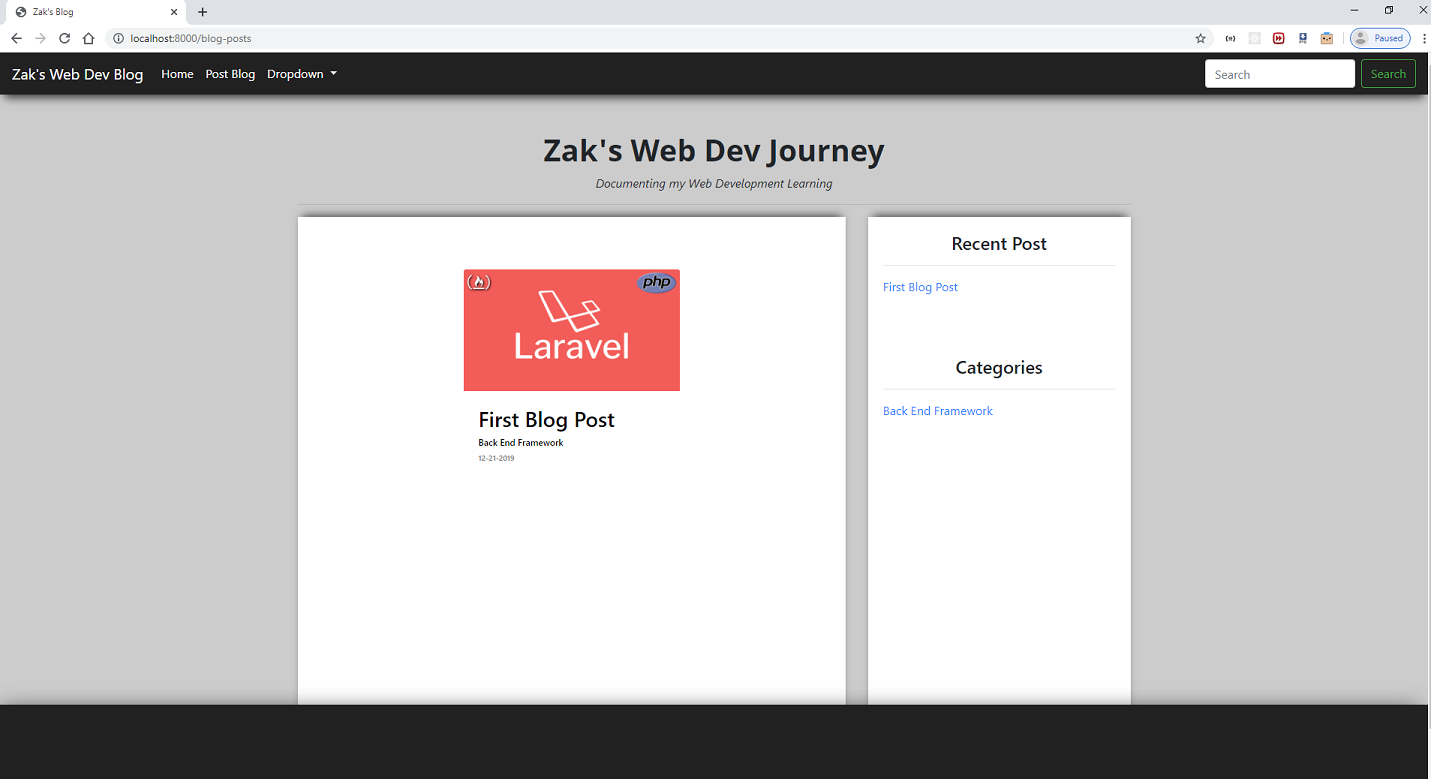 Zak's Blog
localhost:8000/blog-posts
Paused
Zak's Web Dev Blog Home Post Blog Dropdown Search Search
Zak's Web Dev Journey
Documenting my Web Development Learning
php
Laravel
First Blog Post
Back End Framework
12-21-2019
Recent Post
First Blog Post
Categories
Back End Framework